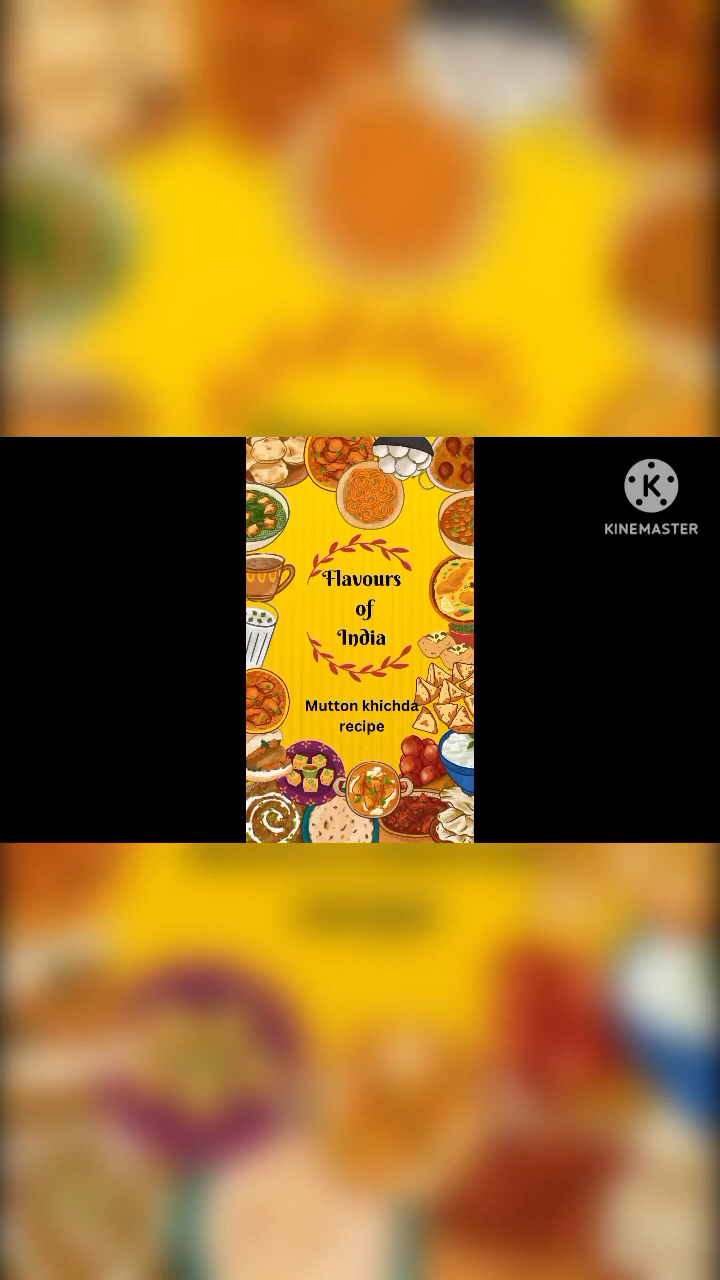 KINEMASTER
Flavours
of
India
Mutton khichda
recipe